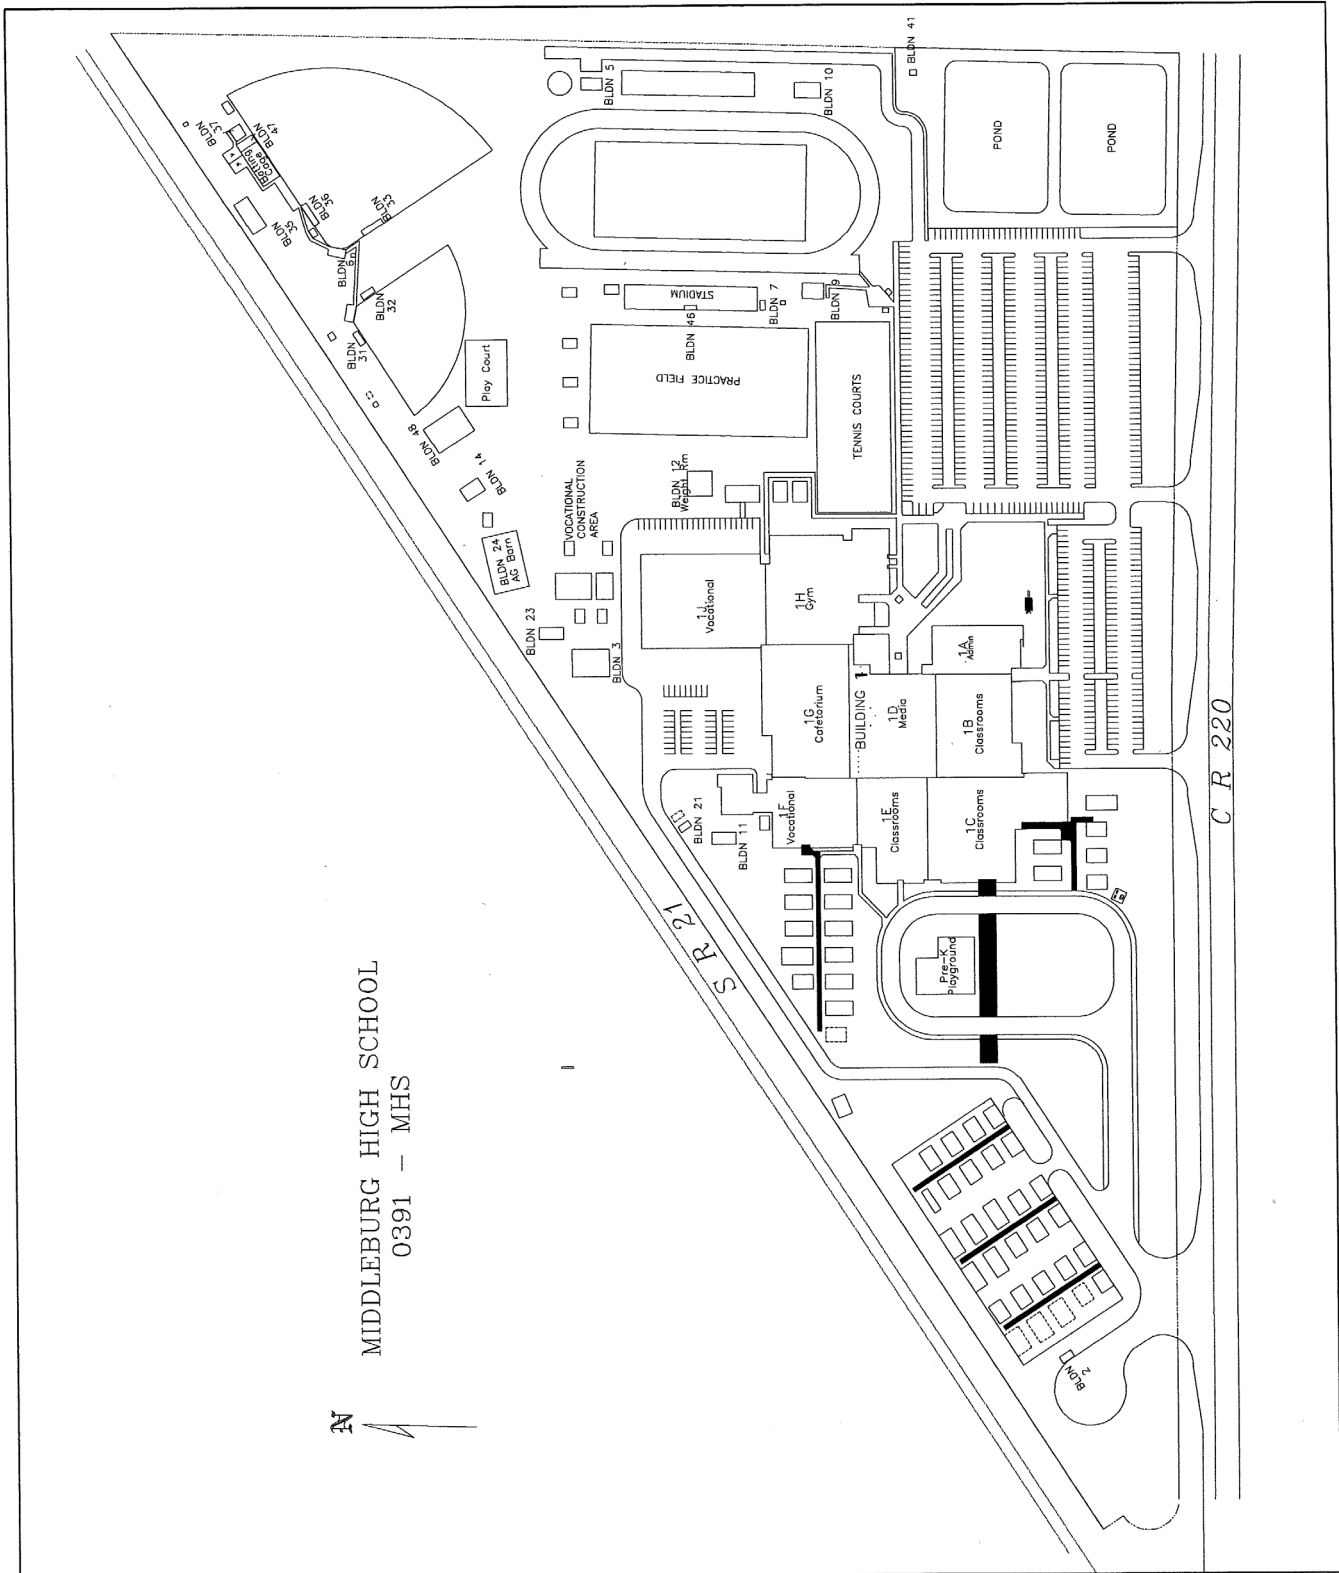 MIDDLEBURG HIGH SCHOOL
0391 - MHS
N
S R 21
C R 220
BLDN 41
BLDN 5
BLDN 10
POND
POND
BLDN
37
BLDN
47
Batting
Cage
BLDN
36
BLDN
35
BLDN
33
BLDN
6
BLDN
32
BLDN
31
STADIUM
BLDN 7
BLDN 9
BLDN 46
PRACTICE FIELD
Play Court
TENNIS COURTS
BLDN 48
BLDN 14
BLDN 12
Weight Rm
VOCATIONAL
CONSTRUCTION
AREA
BLDN 24
AG Barn
BLDN 23
BLDN 3
1J
Vocational
1H
Gym
1A
Admin
1G
Cafetorium
BUILDING 1
1D
Media
1B
Classrooms
1F
Vocational
1E
Classrooms
1C
Classrooms
BLDN 21
BLDN 11
Pre-K
Playground
BLDN
2